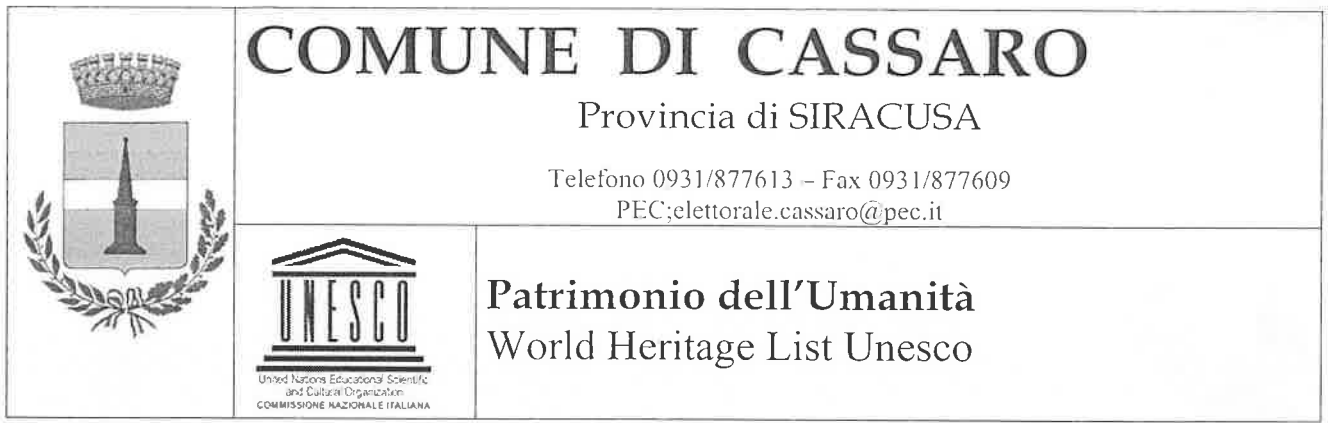 COMUNE DI CASSARO
Provincia di SIRACUSA
Telefono 0931/877613 – Fax 0931/877609
PEC;elettorale.cassaro@pec.it
UNESCO
United Nations Educational Scientific
and Cultural Organization
COMMISSIONE NAZIONALE ITALIANA
Patrimonio dell'Umanità
World Heritage List Unesco